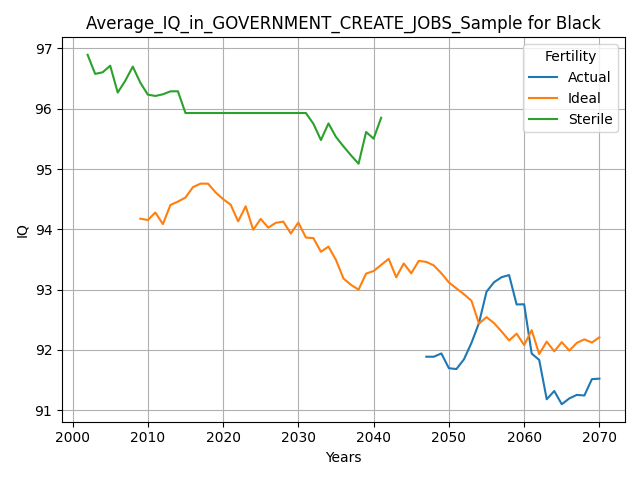 Average_IQ_in_GOVERNMENT_CREATE_JOBS_Sample for Black
Fertility
Actual
Ideal
Sterile
IQ
97
96
95
94
93
92
91
2000 2010 2020 2030 2040 2050 2060 2070
Years